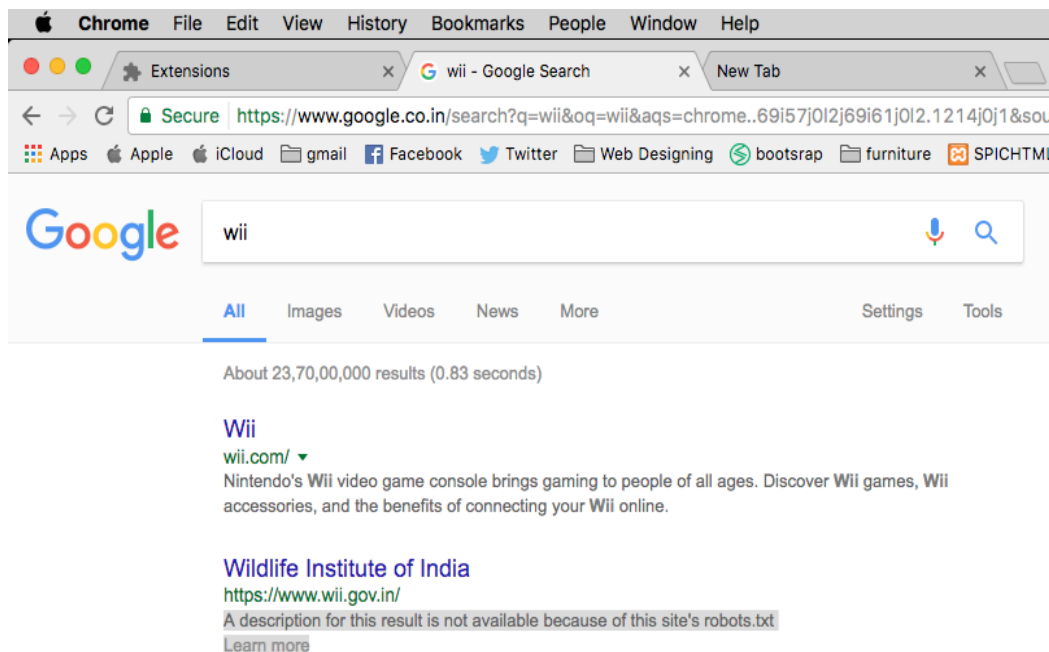 Chrome File Edit View History Bookmarks People Window Help
Extensions wii - Google Search New Tab
Secure https://www.google.co.in/search?q=wii&oq=wii&aqs=chrome..69i57j0l2j69i61j0l2.1214j0j1&sou
Apps Apple iCloud gmail Facebook Twitter Web Designing bootsrap furniture SPICHTML
Google wii
All Images Videos News More Settings Tools
About 23,70,00,000 results (0.83 seconds)
Wii
wii.com/
Nintendo's Wii video game console brings gaming to people of all ages. Discover Wii games, Wii
accessories, and the benefits of connecting your Wii online.
Wildlife Institute of India
https://www.wii.gov.in/
A description for this result is not available because of this site's robots.txt
Learn more